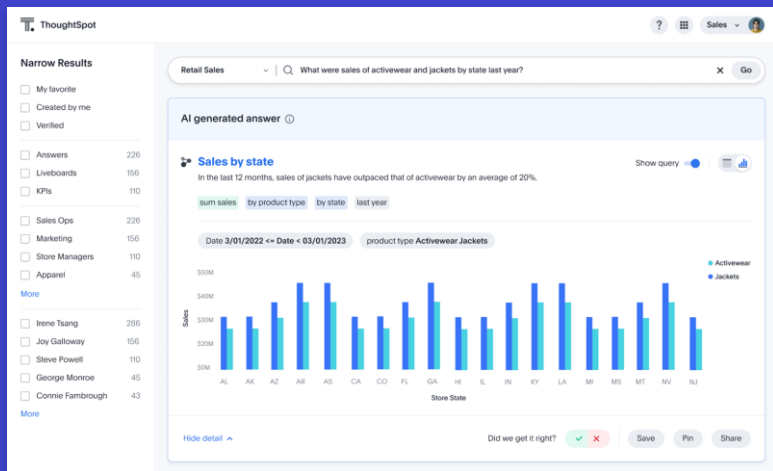 ThoughtSpot
? Sales
Narrow Results
My favorite
Created by me
Verified
Answers 226
Liveboards 156
KPIs 110
Sales Ops 226
Marketing 156
Store Managers 110
Apparel 45
More
Irene Tsang 286
Joy Galloway 156
Steve Powell 110
George Monroe 45
Connie Fambrough 43
More
Retail Sales What were sales of activewear and jackets by state last year? Go
AI generated answer
Sales by state
Show query
In the last 12 months, sales of jackets have outpaced that of activewear by an average of 20%.
sum sales by product type by state last year
Date 3/01/2022 <= Date < 03/01/2023 product type Activewear Jackets
Activewear
Jackets
$50M
$40M
$30M
$20M
$0M
Sales
AL AK AZ AR AS CA CO FL GA HI IL IN KY LA MI MS MT NV NJ
Store State
Hide detail Did we get it right? Save Pin Share